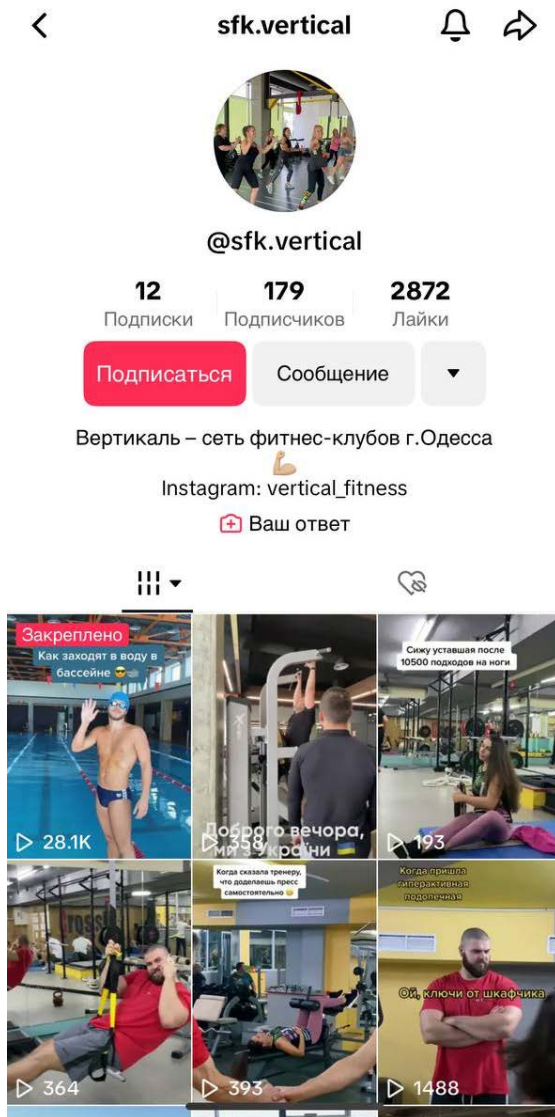 sfk.vertical
@sfk.vertical
12
Подписки
179
Подписчиков
2872
Лайки
Подписаться
Сообщение
Вертикаль – сеть фитнес-клубов г.Одесса
💪🏼
Instagram: vertical_fitness
Ваш ответ
Закреплено
Как заходят в воду в
бассейне 😎
28.1K
Доброго вечора,
ми з України
Сижу уставшая после
10500 подходов на ноги
193
364
Когда сказала тренеру,
что доделаешь пресс
самостоятельно
393
Когда пришла
гиперактивная
подопечная
Ой, ключи от шкафчика
1488